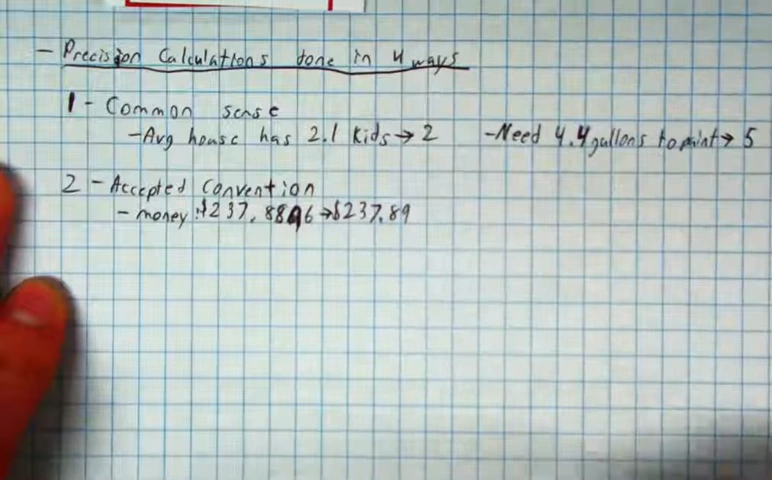 - Precision Calculations done in 4 ways
1 - Common sense
- Avg house has 2.1 Kids → 2 - Need 4.4 gallons to paint → 5
2 - Accepted Convention
- money : $237.8896 → $237.89